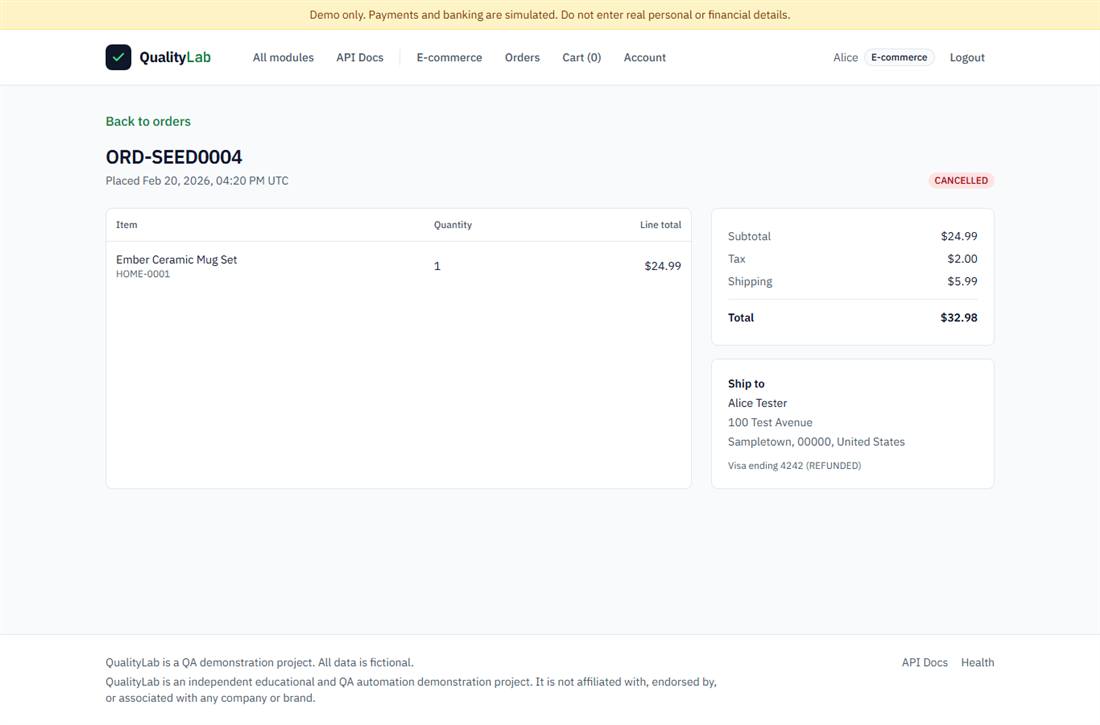 Demo only. Payments and banking are simulated. Do not enter real personal or financial details.
QualityLab All modules API Docs E-commerce Orders Cart (0) Account Alice E-commerce Logout
Back to orders
ORD-SEED0004
Placed Feb 20, 2026, 04:20 PM UTC
CANCELLED
Item Quantity Line total
Ember Ceramic Mug Set
HOME-0001
1
$24.99
Subtotal $24.99
Tax $2.00
Shipping $5.99
Total $32.98
Ship to
Alice Tester
100 Test Avenue
Sampletown, 00000, United States
Visa ending 4242 (REFUNDED)
QualityLab is a QA demonstration project. All data is fictional.
QualityLab is an independent educational and QA automation demonstration project. It is not affiliated with, endorsed by,
or associated with any company or brand.
API Docs Health